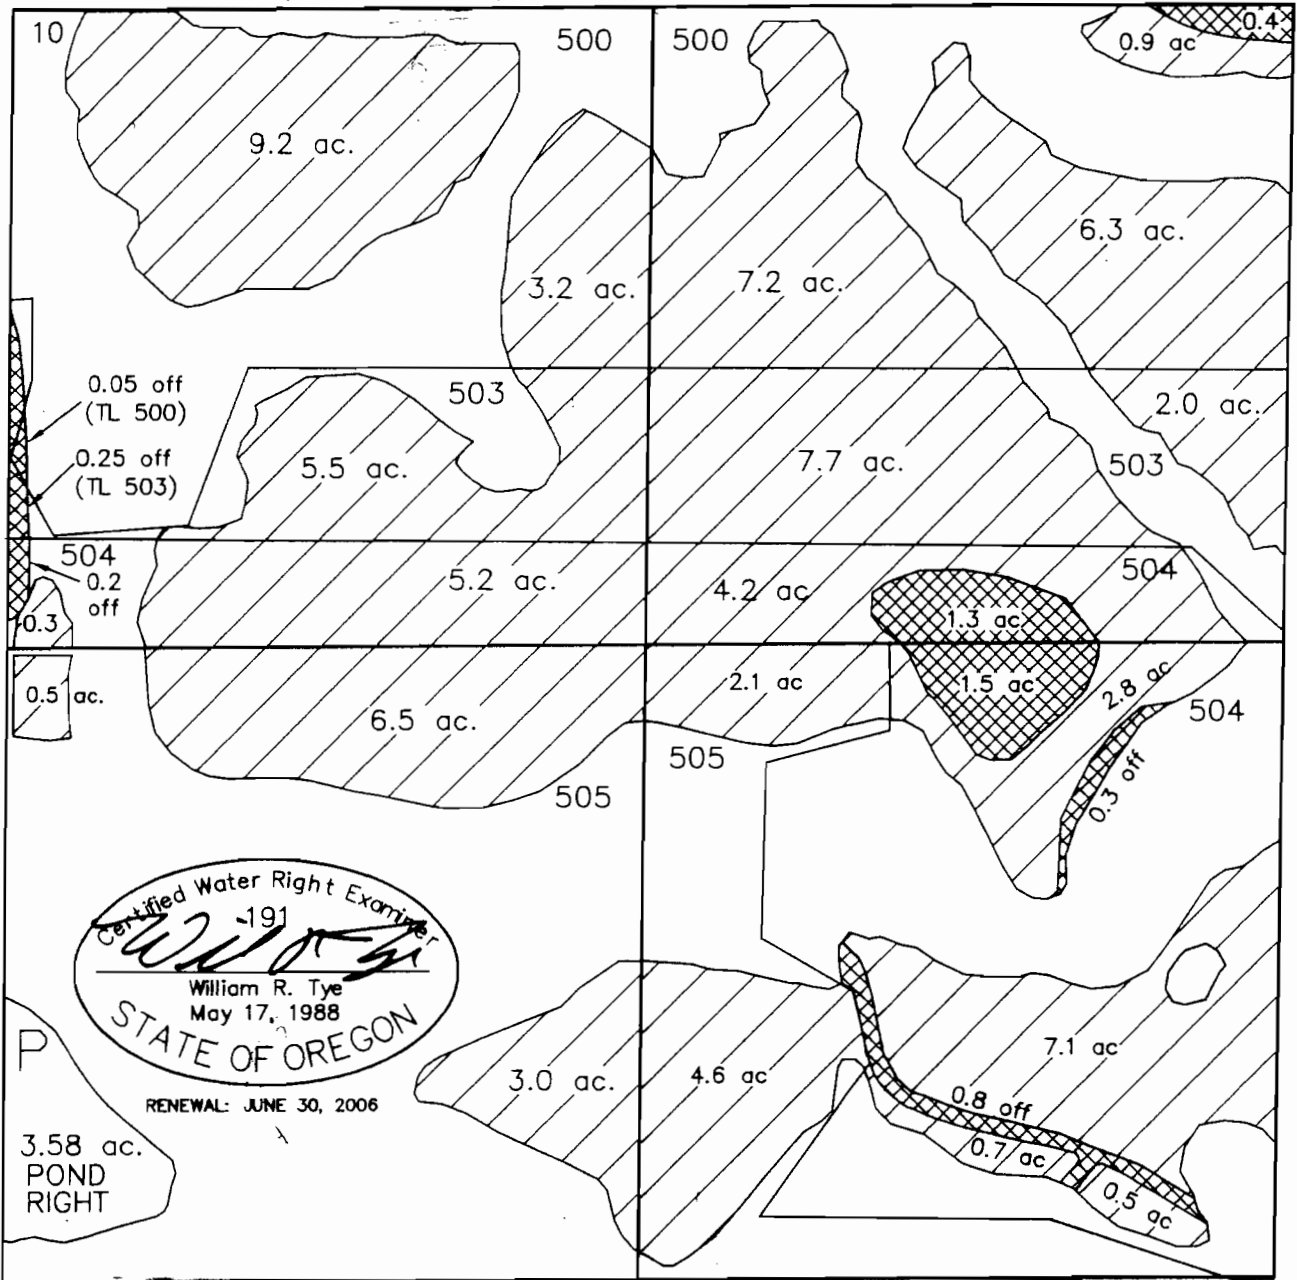 10
500
500
0.4
0.9 ac
9.2 ac.
6.3 ac.
3.2 ac.
7.2 ac.
0.05 off
(TL 500)
503
2.0 ac.
0.25 off
(TL 503)
5.5 ac.
7.7 ac.
503
504
0.2
off
5.2 ac.
4.2 ac
504
0.3
1.3 ac
0.5 ac.
2.1 ac
1.5 ac
2.8 ac
504
6.5 ac.
505
505
0.3 off
Certified Water Right Examiner
191
William R. Tye
May 17, 1988
STATE OF OREGON
RENEWAL: JUNE 30, 2006
P
3.58 ac.
POND
RIGHT
3.0 ac.
4.6 ac
7.1 ac
0.8 off
0.7 ac
0.5 ac